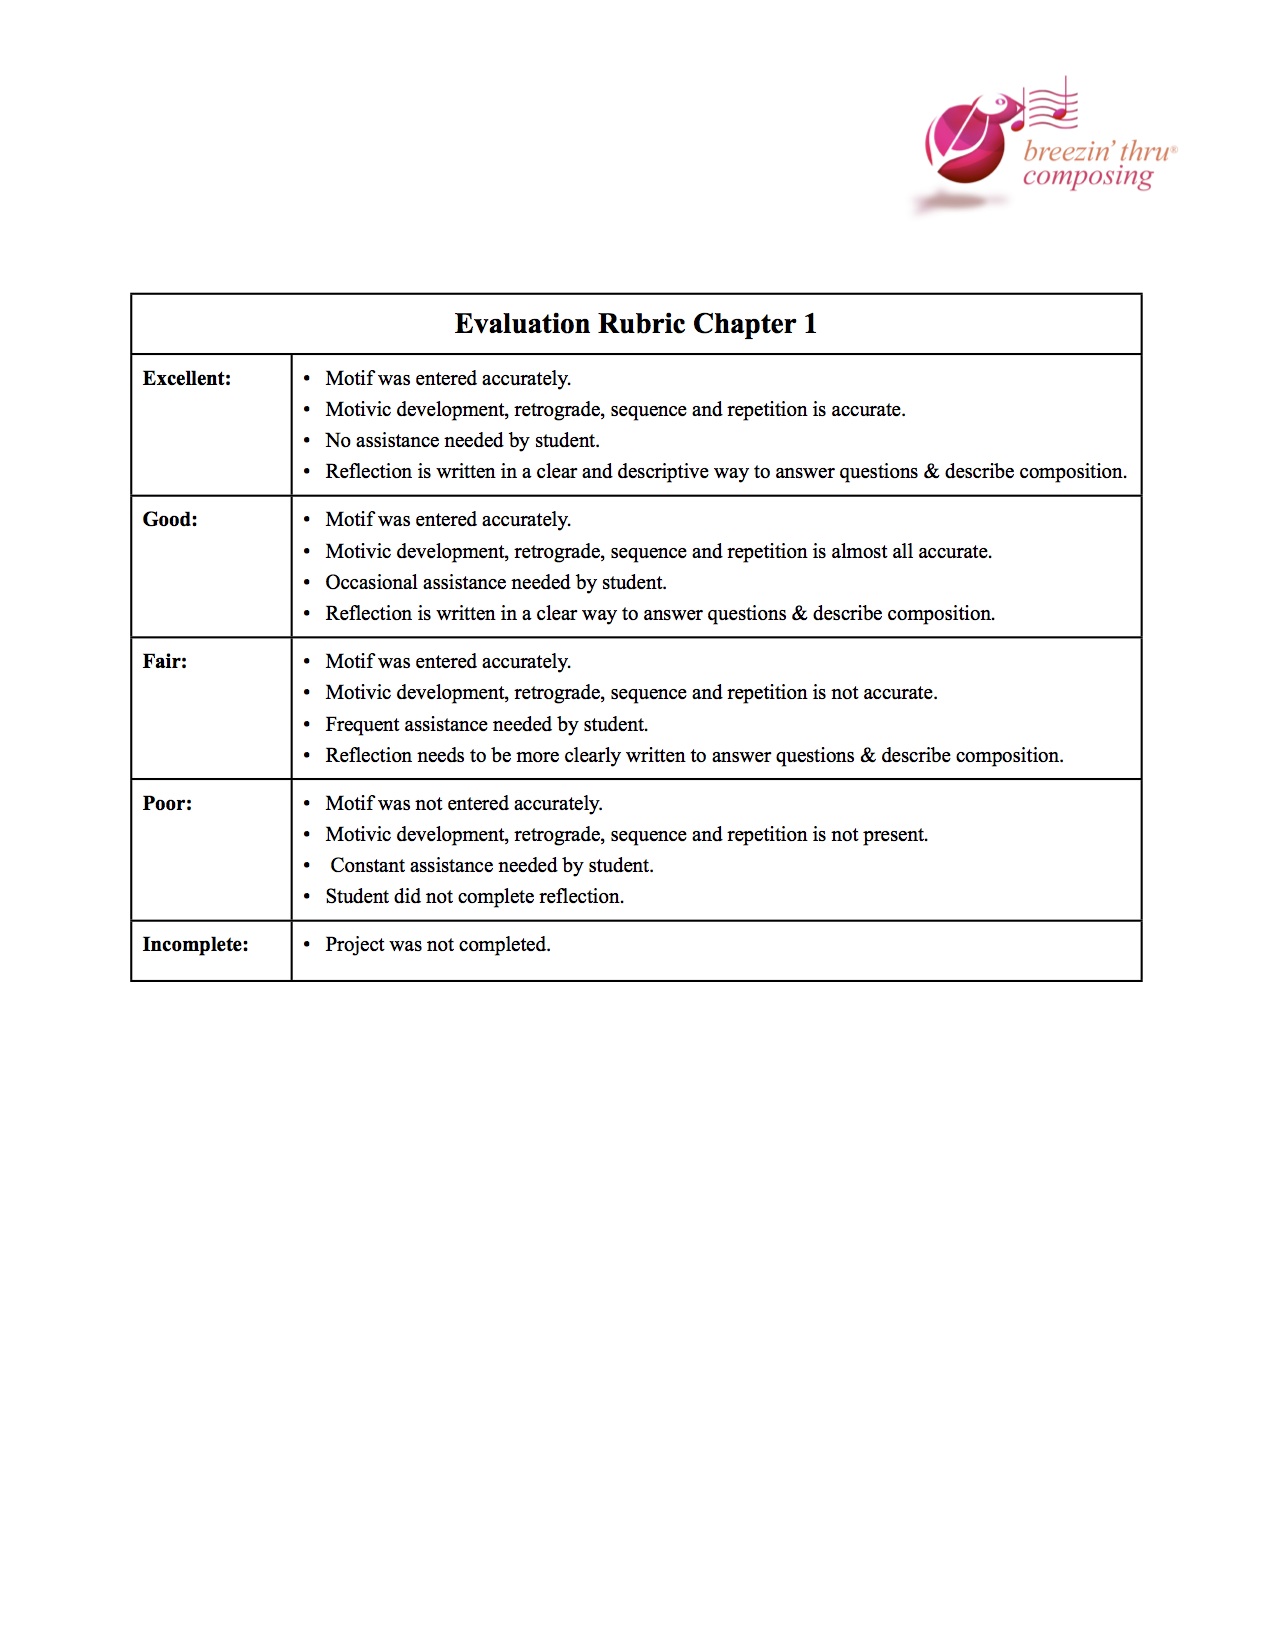 breezin' thru®
composing
Evaluation Rubric Chapter 1
Excellent:
• Motif was entered accurately.
• Motivic development, retrograde, sequence and repetition is accurate.
• No assistance needed by student.
• Reflection is written in a clear and descriptive way to answer questions & describe composition.
Good:
• Motif was entered accurately.
• Motivic development, retrograde, sequence and repetition is almost all accurate.
• Occasional assistance needed by student.
• Reflection is written in a clear way to answer questions & describe composition.
Fair:
• Motif was entered accurately.
• Motivic development, retrograde, sequence and repetition is not accurate.
• Frequent assistance needed by student.
• Reflection needs to be more clearly written to answer questions & describe composition.
Poor:
• Motif was not entered accurately.
• Motivic development, retrograde, sequence and repetition is not present.
• Constant assistance needed by student.
• Student did not complete reflection.
Incomplete:
• Project was not completed.